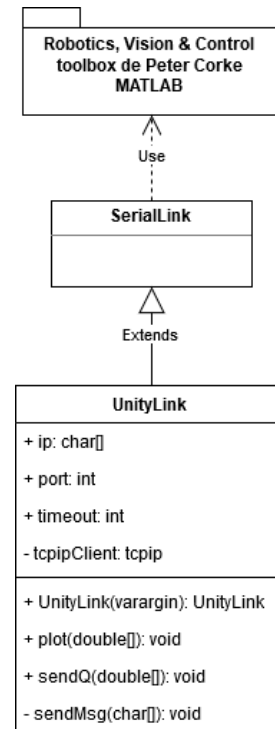 Robotics, Vision & Control
toolbox de Peter Corke
MATLAB
Use
SerialLink
Extends
UnityLink
+ ip: char[]
+ port: int
+ timeout: int
- tcpipClient: tcpip
+ UnityLink(varargin): UnityLink
+ plot(double[]): void
+ sendQ(double[]): void
- sendMsg(char[]): void